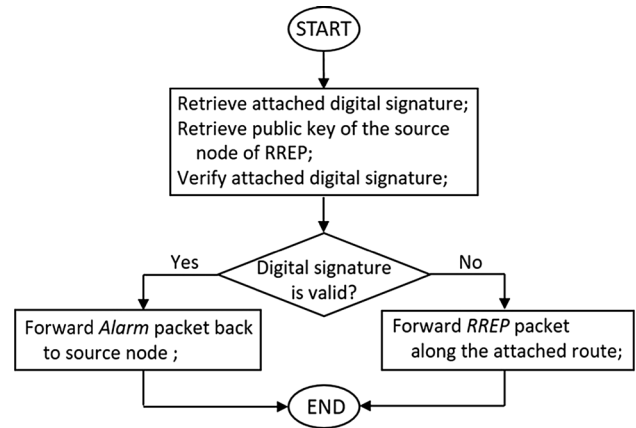 START
Retrieve attached digital signature;
Retrieve public key of the source
node of RREP;
Verify attached digital signature;
Yes
Digital signature
is valid?
No
Forward Alarm packet back
to source node ;
Forward RREP packet
along the attached route;
END